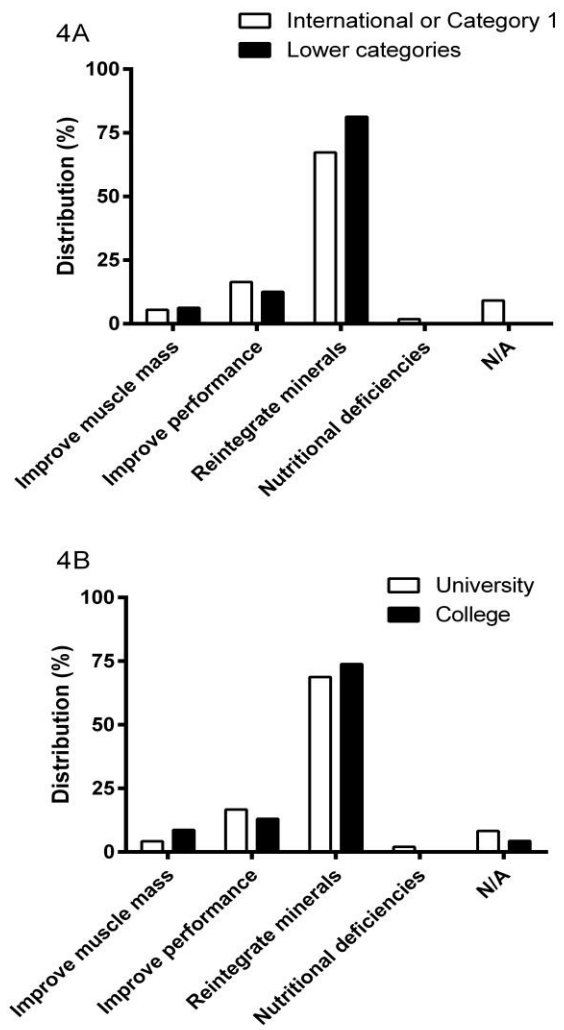 4A
International or Category 1
Lower categories
100
75
50
25
0
Distribution (%)
Improve muscle mass
Improve performance
Reintegrate minerals
Nutritional deficiencies
N/A
4B
University
College
100
75
50
25
0
Distribution (%)
Improve muscle mass
Improve performance
Reintegrate minerals
Nutritional deficiencies
N/A